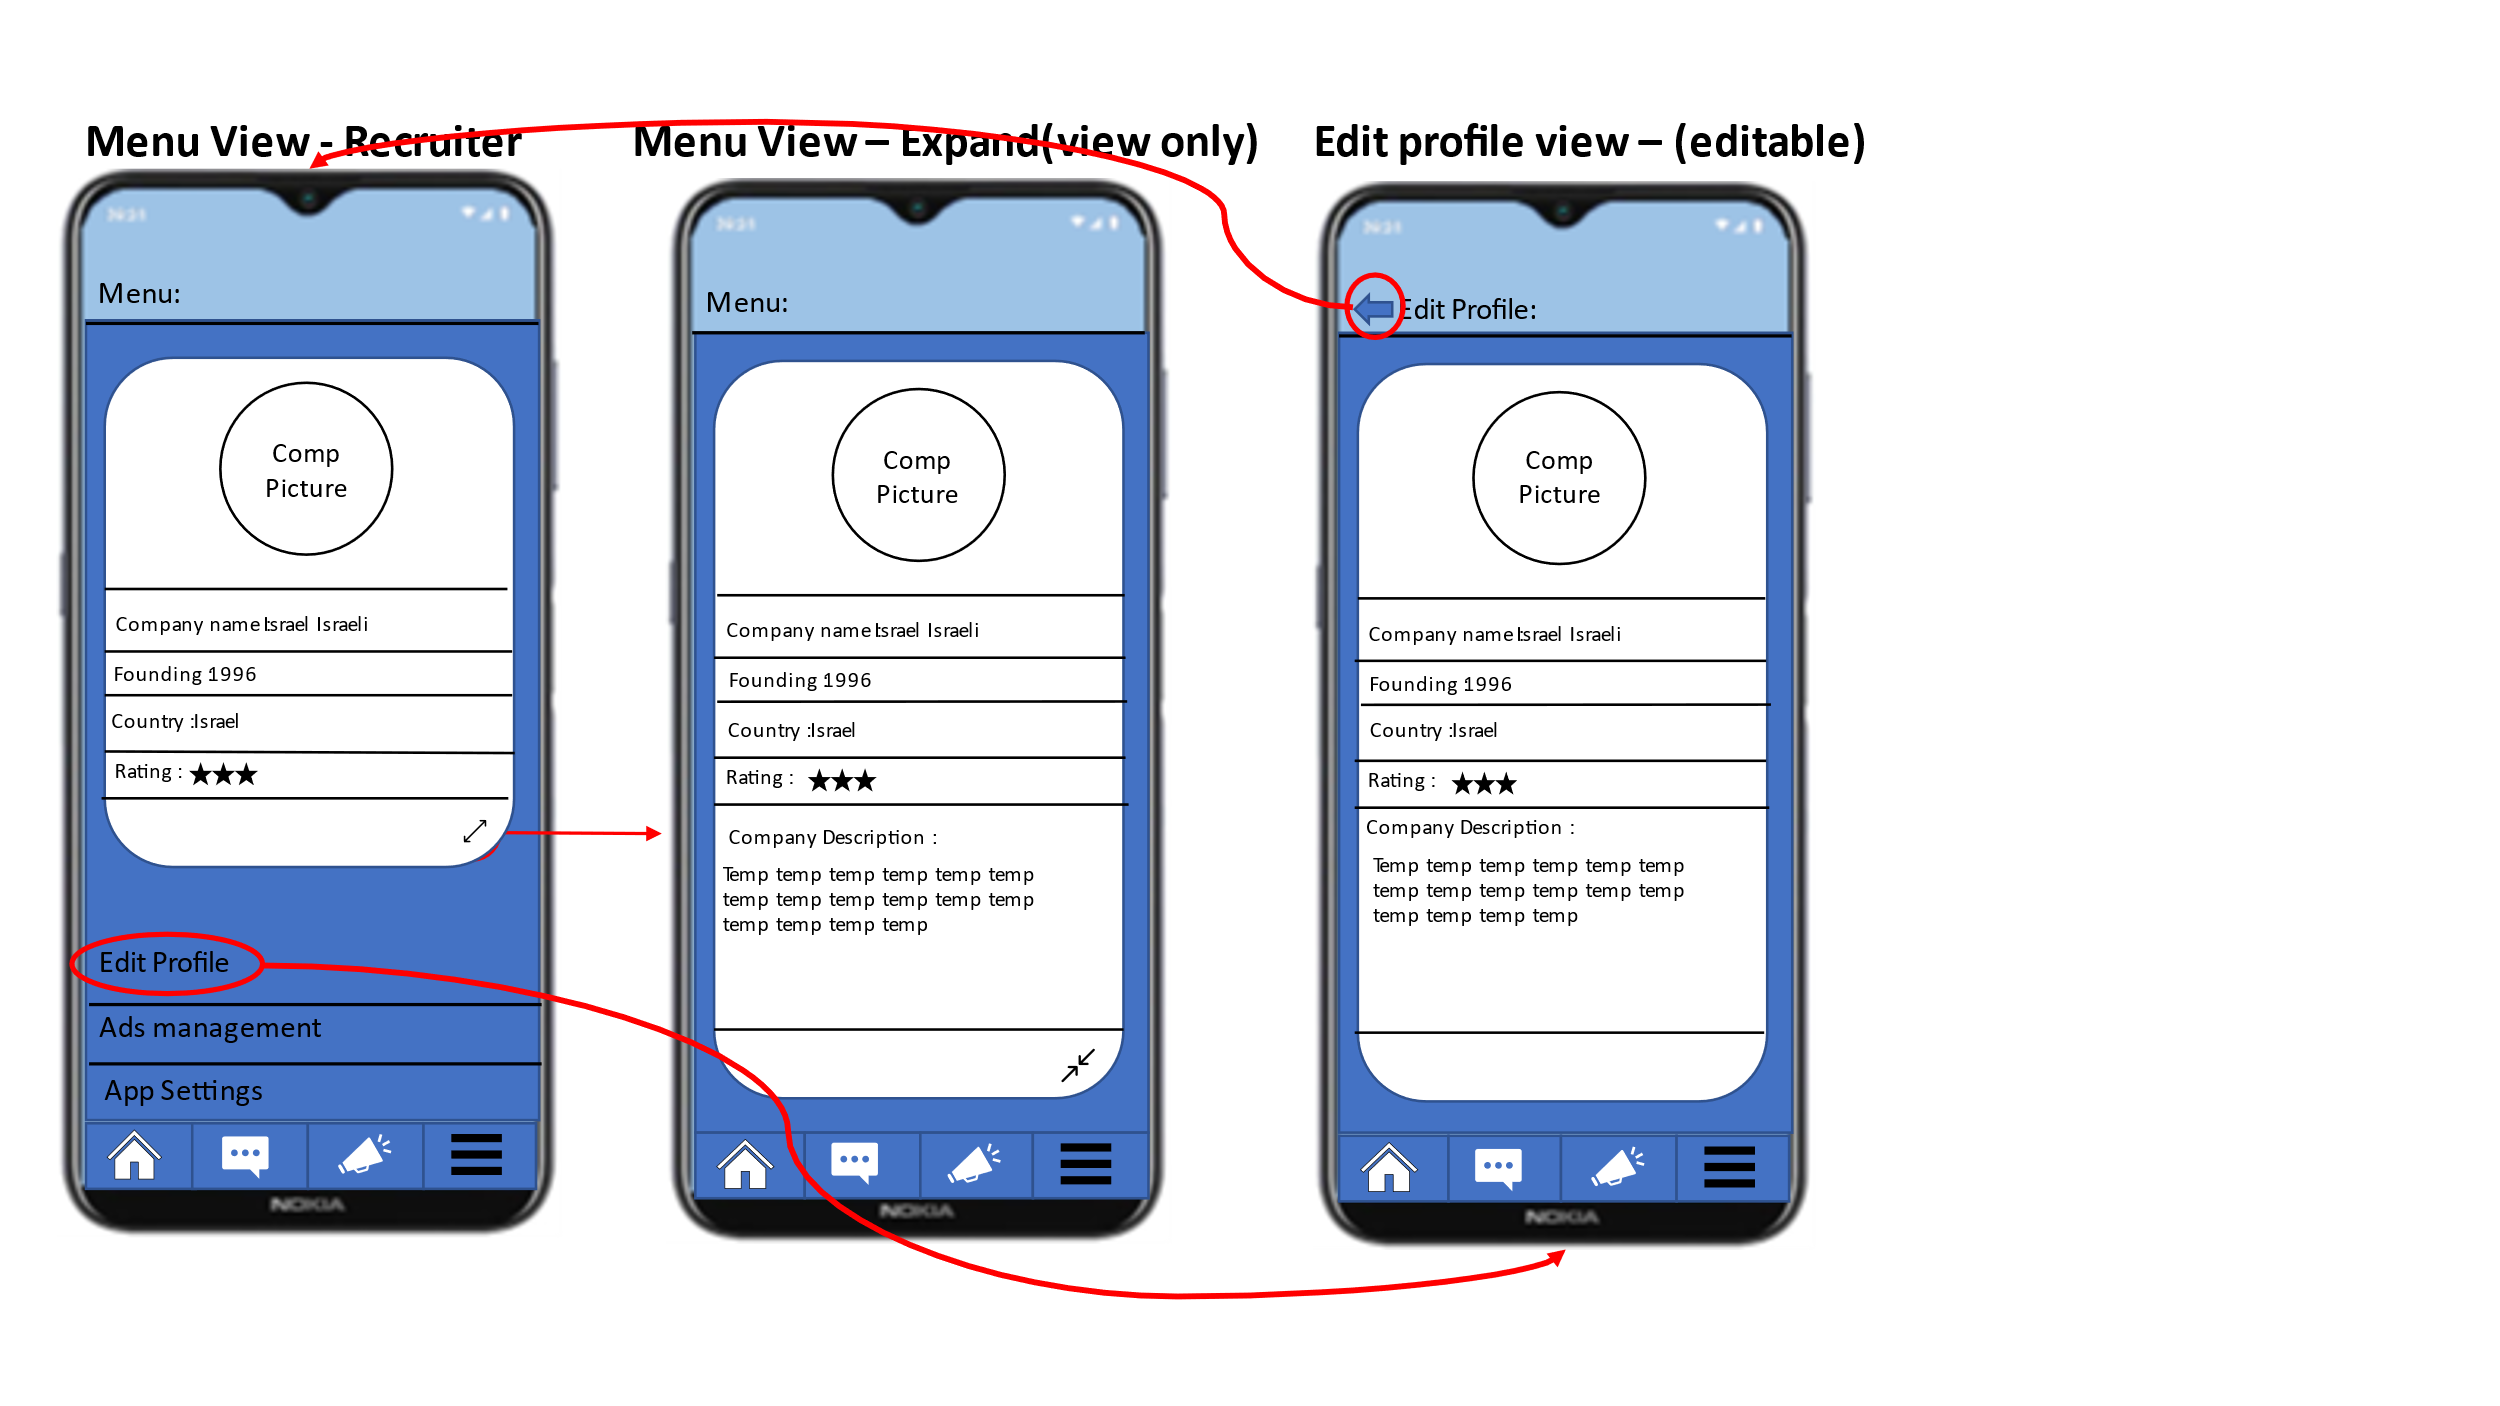 Menu View - Recruiter
Menu View – Expand(view only)
Edit profile view – (editable)
Menu:
Comp
Picture
Company name:Israel Israeli
Founding :1996
Country :Israel
Rating : ★★★
Edit Profile
Ads management
App Settings
NOKIA
Menu:
Comp
Picture
Company name:Israel Israeli
Founding :1996
Country :Israel
Rating : ★★★
Company Description :
Temp temp temp temp temp temp
temp temp temp temp temp temp
temp temp temp temp
NOKIA
Edit Profile:
Comp
Picture
Company name:Israel Israeli
Founding :1996
Country :Israel
Rating : ★★★
Company Description :
Temp temp temp temp temp temp
temp temp temp temp temp temp
temp temp temp temp
NOKIA